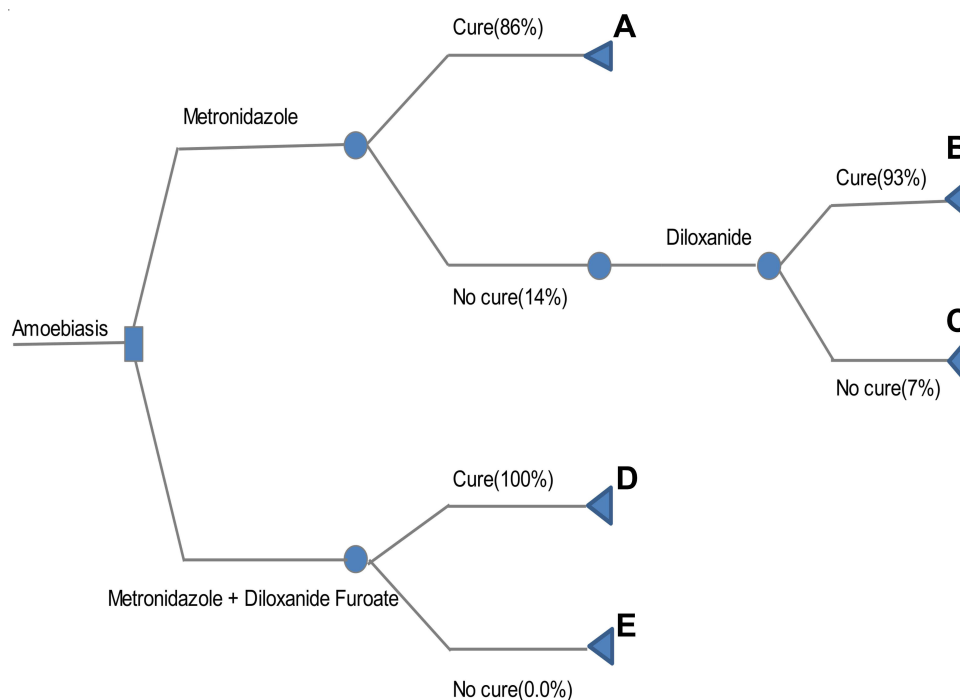 Cure(86%)
A
Metronidazole
Cure(93%)
Diloxanide
No cure(14%)
Amoebiasis
No cure(7%)
Cure(100%)
D
Metronidazole + Diloxanide Furoate
E
No cure(0.0%)